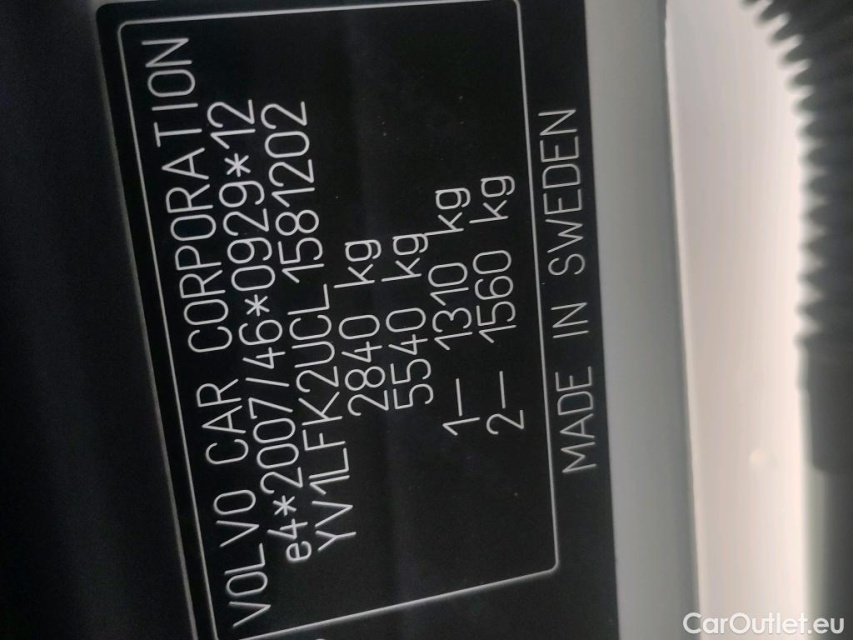 VOLVO CAR CORPORATION
e4*2007/46*0929*12
YV1LFK2UCL1581202
2840 kg
5540 kg
1— 1310 kg
2— 1560 kg
MADE IN SWEDEN
CarOutlet.eu